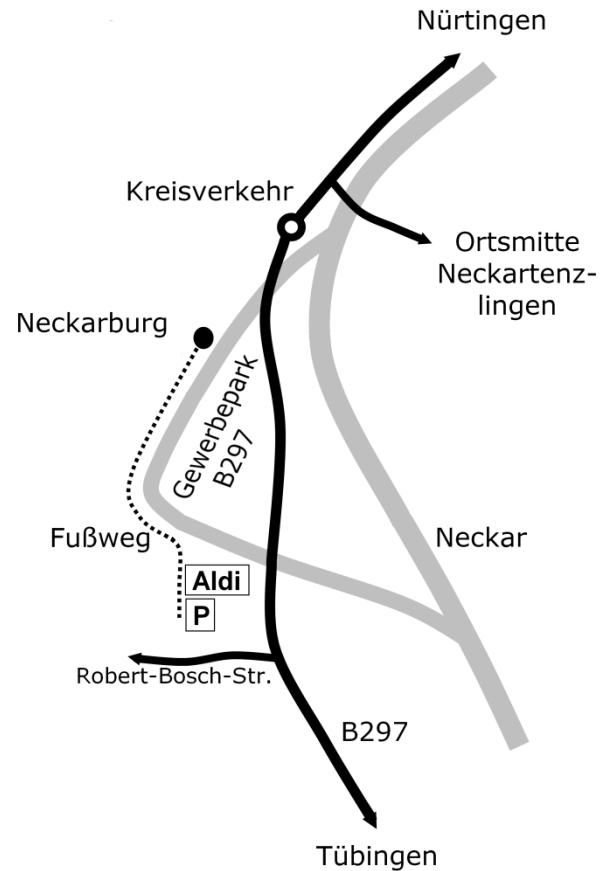 Nürtingen
Kreisverkehr
Ortsmitte
Neckartenz-
lingen
Neckarburg
Gewerbepark
B297
Fußweg
Neckar
Aldi
P
Robert-Bosch-Str.
B297
Tübingen